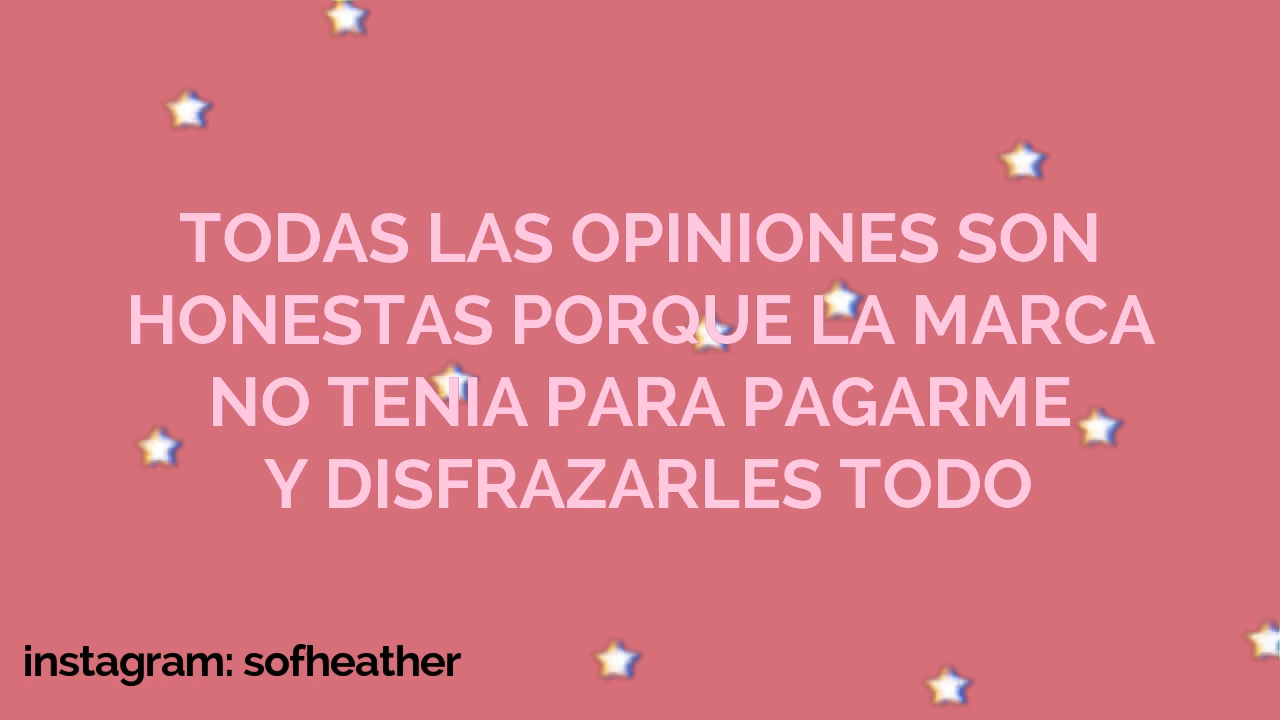 TODAS LAS OPINIONES SON
HONESTAS PORQUE LA MARCA
NO TENIA PARA PAGARME
Y DISFRAZARLES TODO
instagram: sofheather